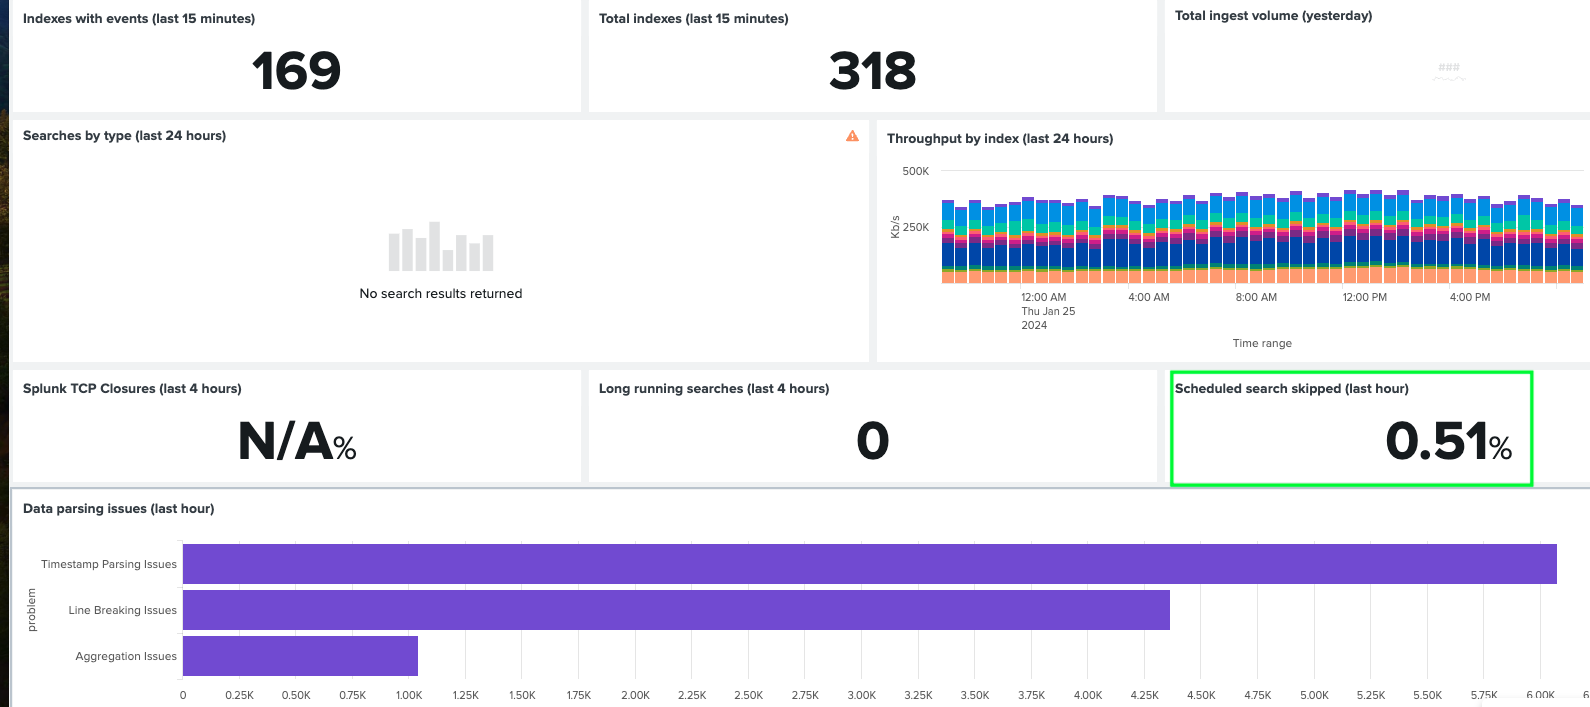 Indexes with events (last 15 minutes)
169
Total indexes (last 15 minutes)
318
Total ingest volume (yesterday)
###
Searches by type (last 24 hours)
No search results returned
Throughput by index (last 24 hours)
500K
250K
Kb/s
12:00 AM
Thu Jan 25
2024
4:00 AM
8:00 AM
12:00 PM
4:00 PM
Time range
Splunk TCP Closures (last 4 hours)
N/A%
Long running searches (last 4 hours)
0
Scheduled search skipped (last hour)
0.51%
Data parsing issues (last hour)
problem
Timestamp Parsing Issues
Line Breaking Issues
Aggregation Issues
0 0.25K 0.50K 0.75K 1.00K 1.25K 1.50K 1.75K 2.00K 2.25K 2.50K 2.75K 3.00K 3.25K 3.50K 3.75K 4.00K 4.25K 4.50K 4.75K 5.00K 5.25K 5.50K 5.75K 6.00K